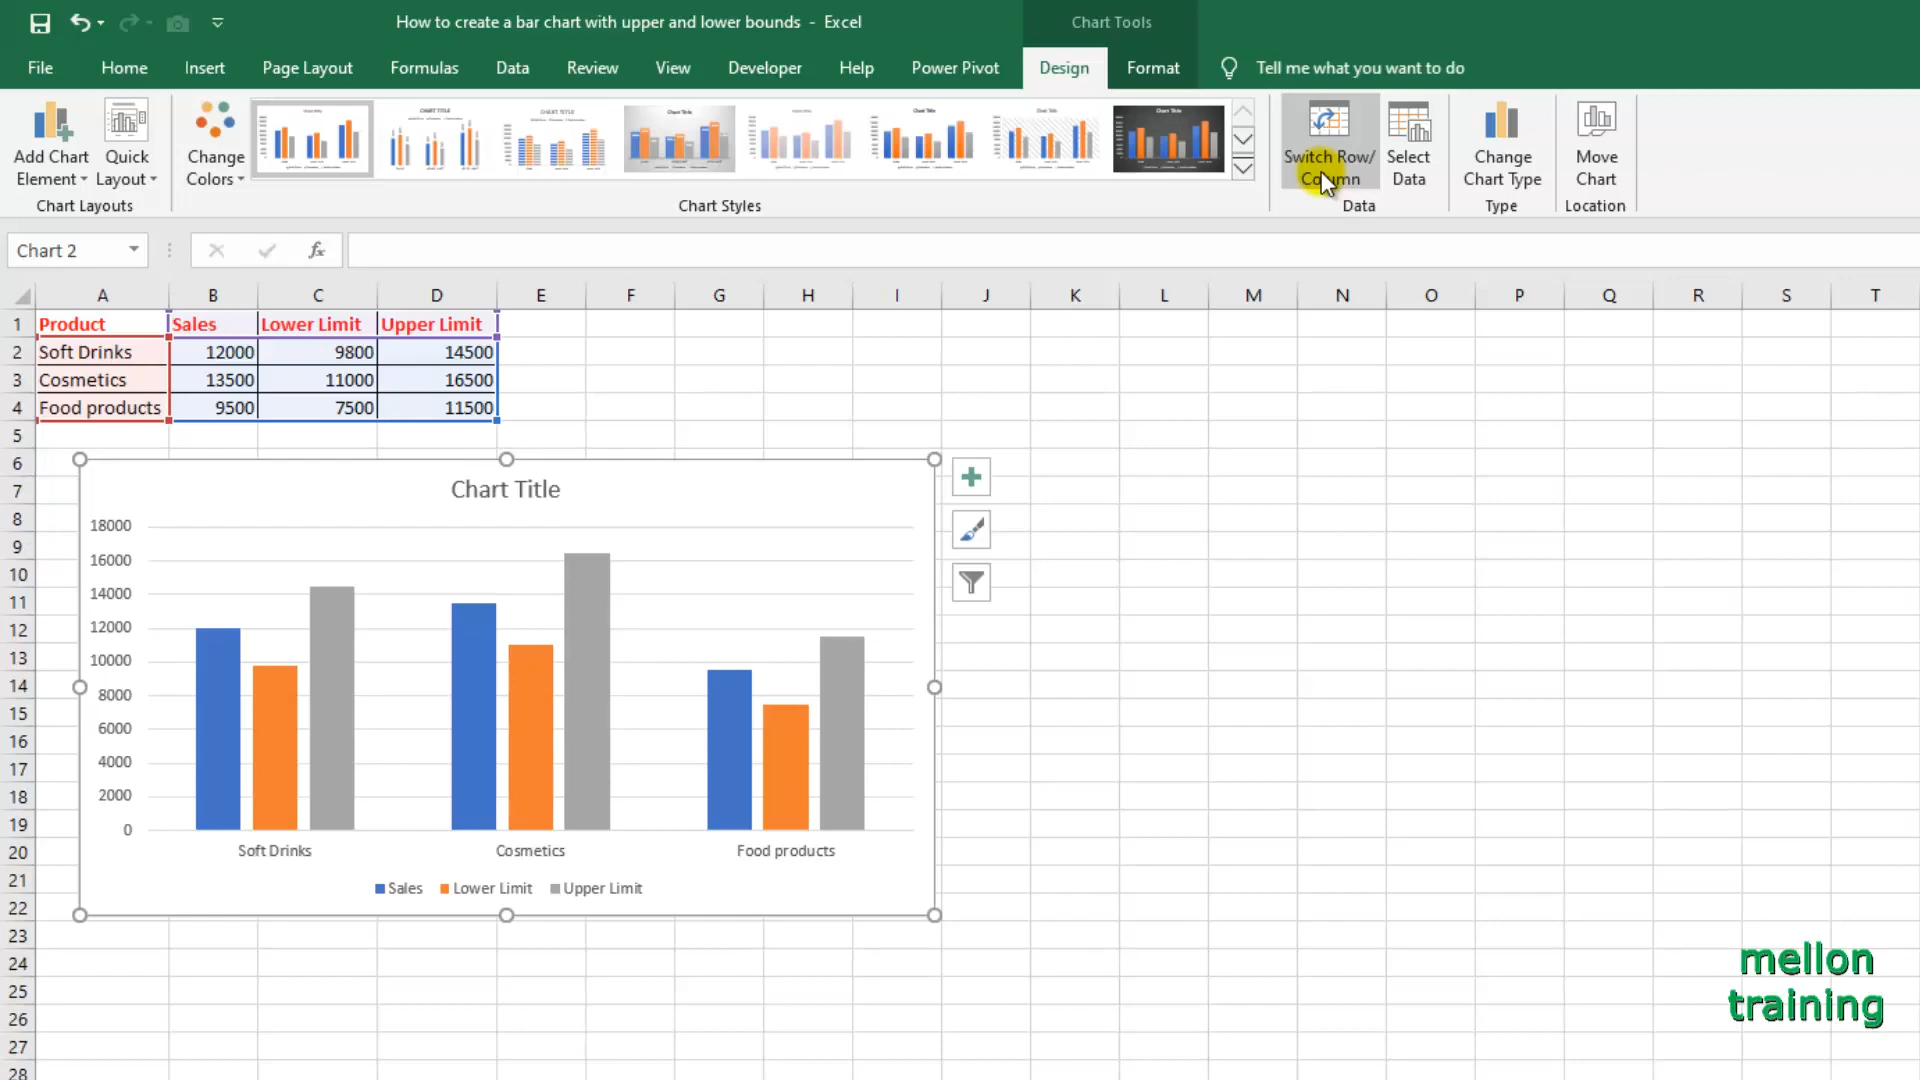 How to create a bar chart with upper and lower bounds - Excel
Chart Tools
File Home Insert Page Layout Formulas Data Review View Developer Help Power Pivot Design Format Tell me what you want to do
Add Chart Element
Quick Layout
Chart Layouts
Change Colors
Chart Styles
Switch Row/ Column
Select Data
Data
Change Chart Type
Type
Move Chart
Location
Chart 2
fx
A B C D E F G H I J K L M N O P Q R S T
1 Product Sales Lower Limit Upper Limit
2 Soft Drinks 12000 9800 14500
3 Cosmetics 13500 11000 16500
4 Food products 9500 7500 11500
5
6
7
8
9
10
11
12
13
14
15
16
17
18
19
20
21
22
23
24
25
26
27
28
Chart Title
18000
16000
14000
12000
10000
8000
6000
4000
2000
0
Soft Drinks Cosmetics Food products
Sales Lower Limit Upper Limit
mellon
training